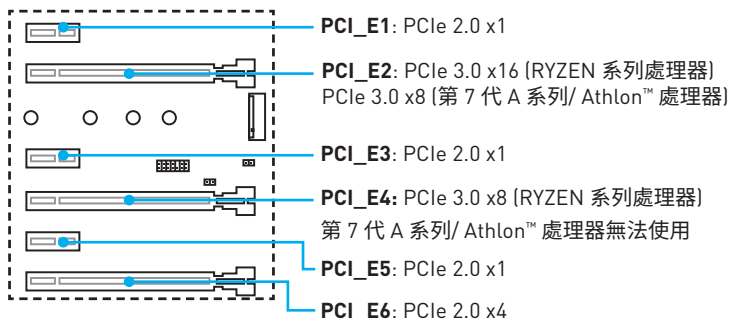 PCI_E1: PCIe 2.0 x1
PCI_E2: PCIe 3.0 x16 (RYZEN 系列處理器)
PCIe 3.0 x8 (第 7 代 A 系列/ Athlon™ 處理器)
PCI_E3: PCIe 2.0 x1
PCI_E4: PCIe 3.0 x8 (RYZEN 系列處理器)
第 7 代 A 系列/ Athlon™ 處理器無法使用
PCI_E5: PCIe 2.0 x1
PCI_E6: PCIe 2.0 x4